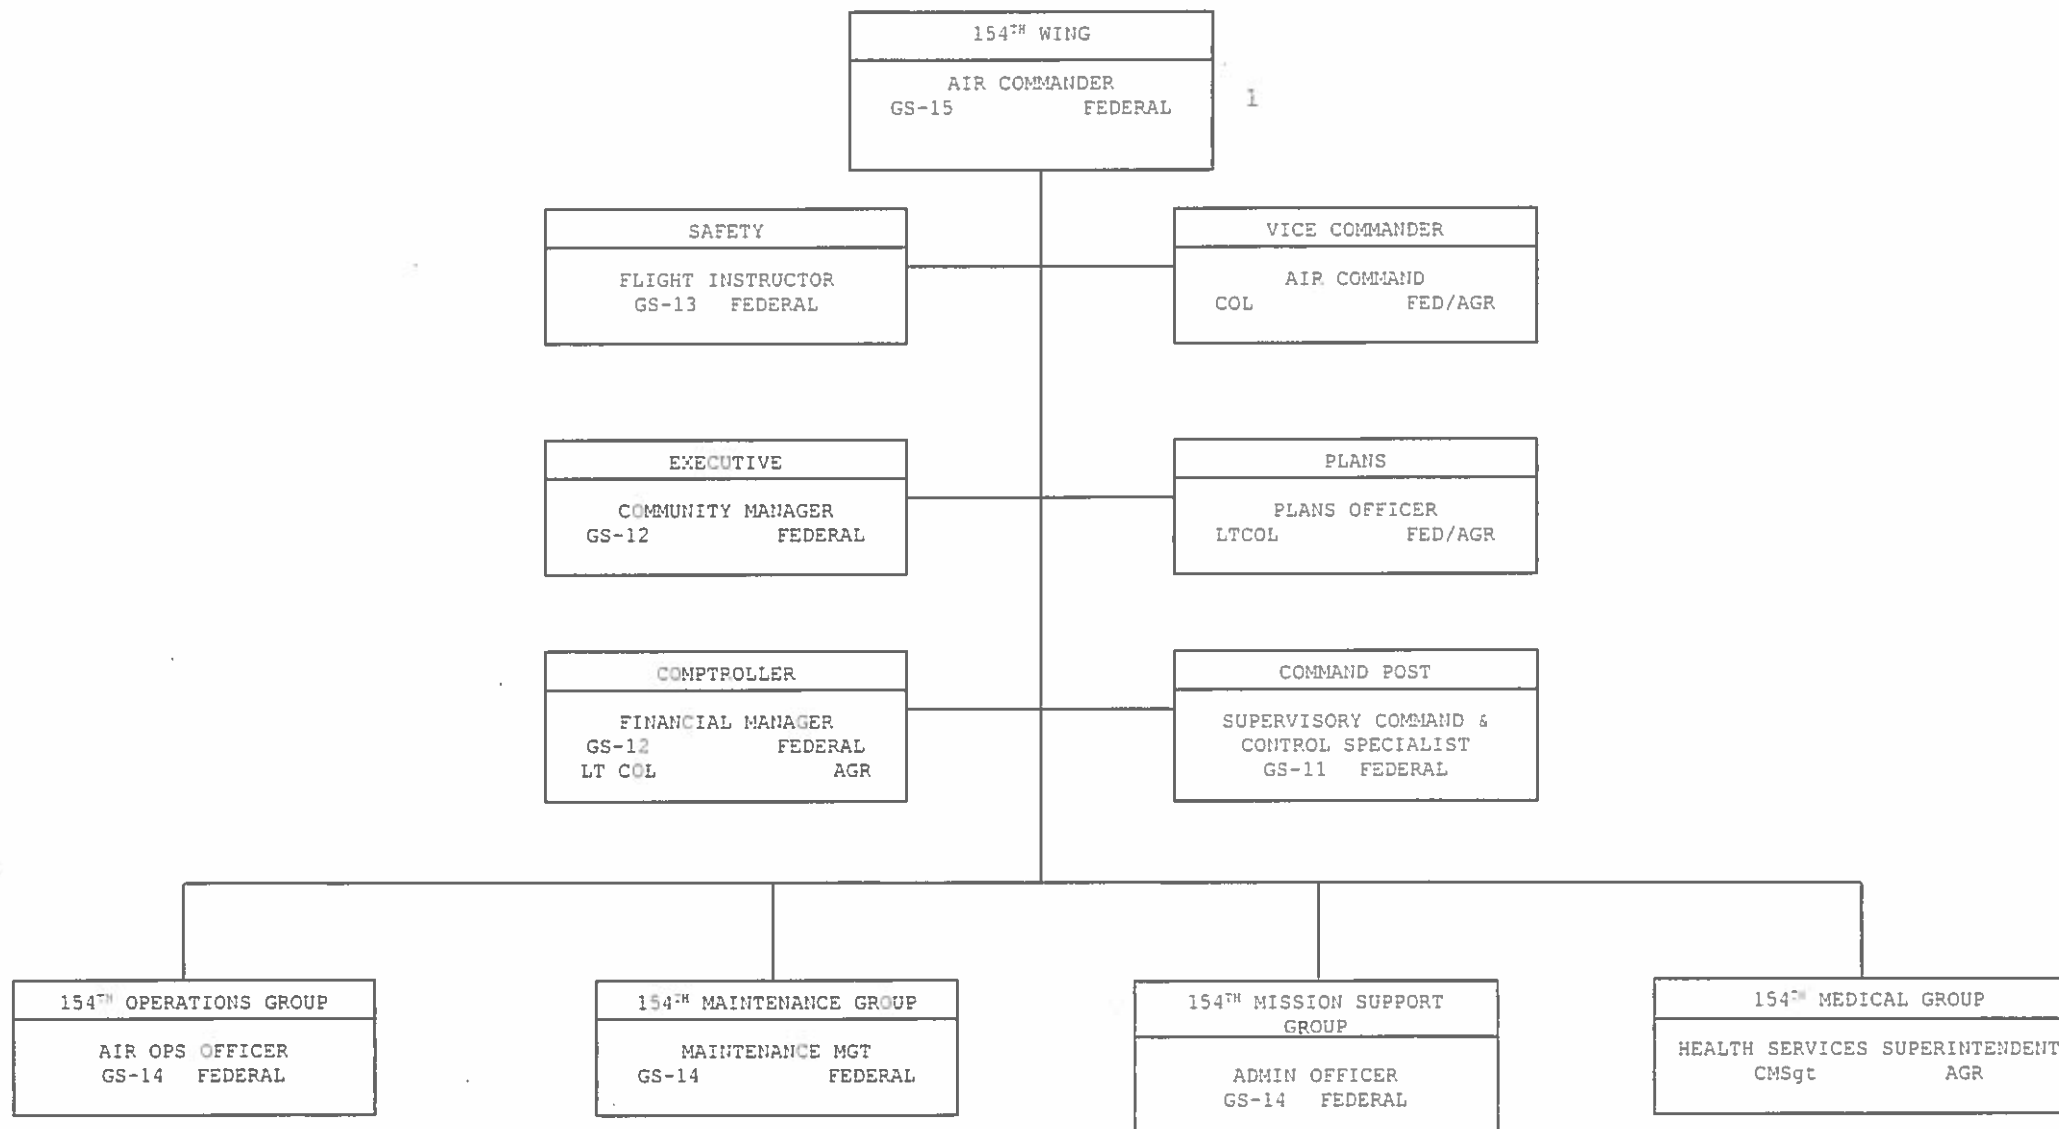 154TH WING
AIR COMMANDER
GS-15 FEDERAL
1
SAFETY
FLIGHT INSTRUCTOR
GS-13 FEDERAL
VICE COMMANDER
AIR COMMAND
COL FED/AGR
EXECUTIVE
COMMUNITY MANAGER
GS-12 FEDERAL
PLANS
PLANS OFFICER
LTCOL FED/AGR
COMPTROLLER
FINANCIAL MANAGER
GS-12 FEDERAL
LT COL AGR
COMMAND POST
SUPERVISORY COMMAND &
CONTROL SPECIALIST
GS-11 FEDERAL
154TH OPERATIONS GROUP
AIR OPS OFFICER
GS-14 FEDERAL
154TH MAINTENANCE GROUP
MAINTENANCE MGT
GS-14 FEDERAL
154TH MISSION SUPPORT
GROUP
ADMIN OFFICER
GS-14 FEDERAL
154TH MEDICAL GROUP
HEALTH SERVICES SUPERINTENDENT
CMSgt AGR